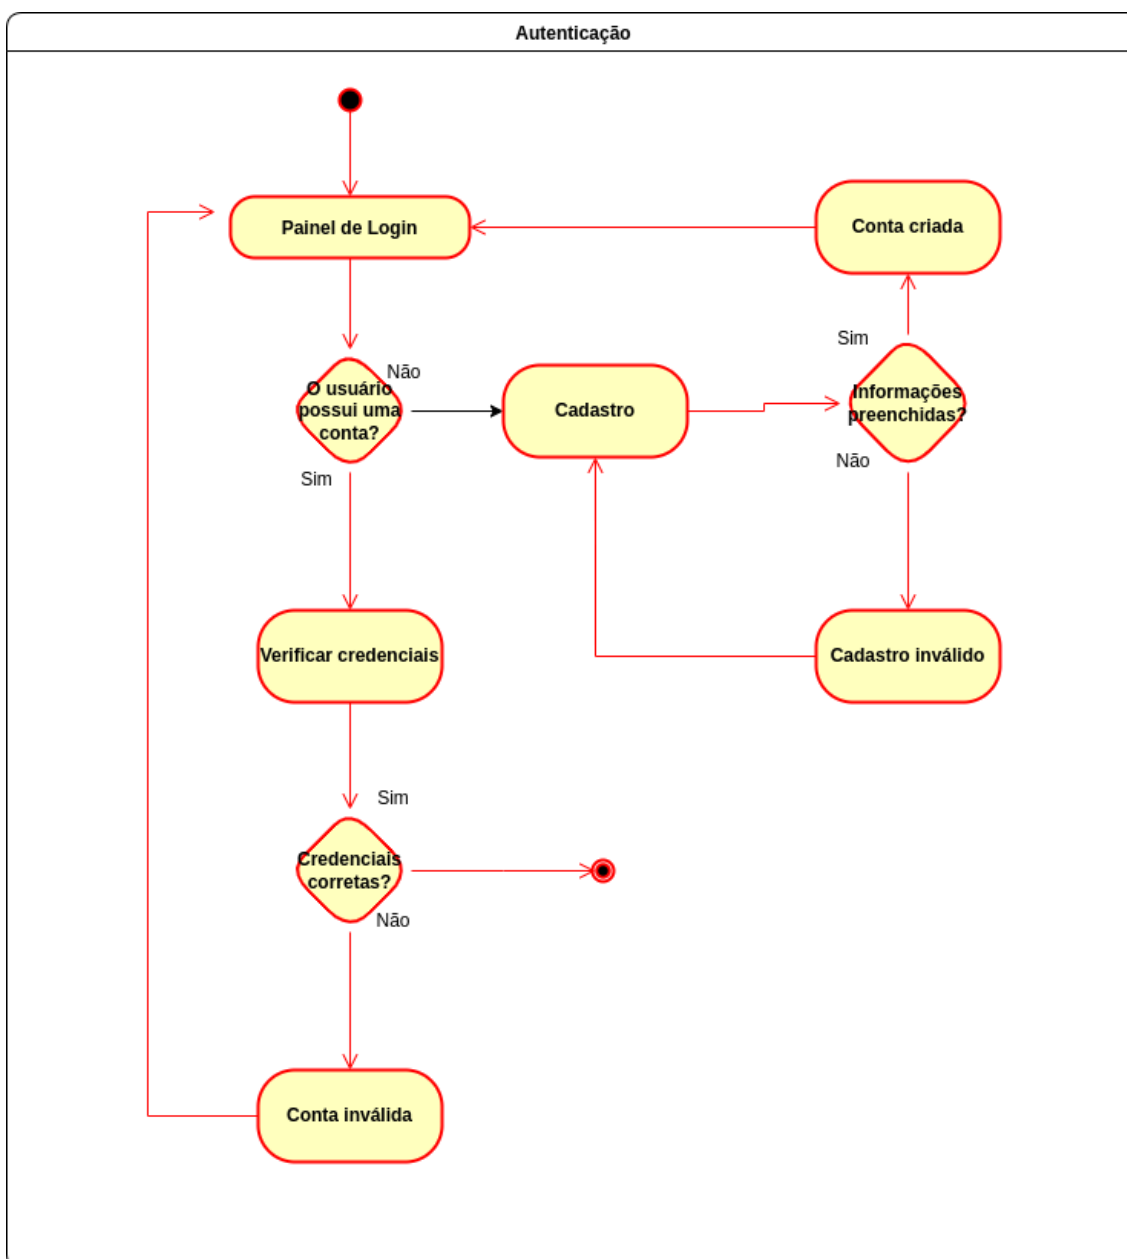 Autenticação
Painel de Login
Conta criada
Sim
Não
O usuário
possui uma
conta?
Cadastro
Informações
preenchidas?
Não
Sim
Verificar credenciais
Cadastro inválido
Sim
Credenciais
corretas?
Não
Conta inválida